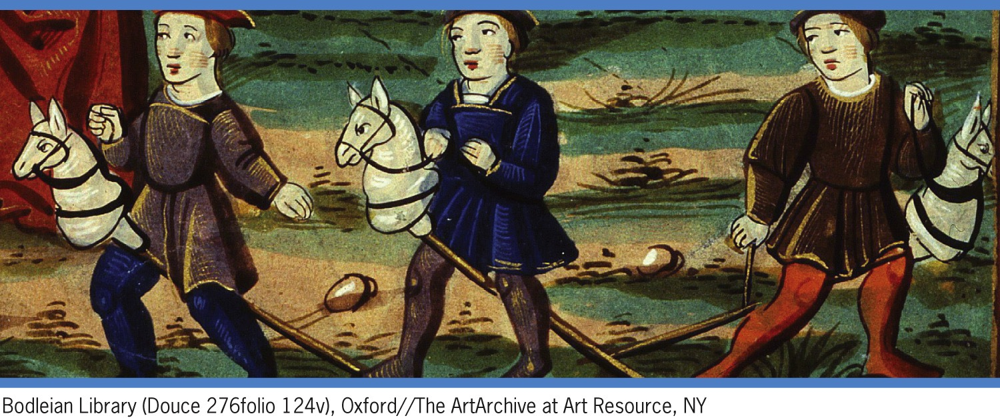 Bodleian Library (Douce 276folio 124v), Oxford//The ArtArchive at Art Resource, NY